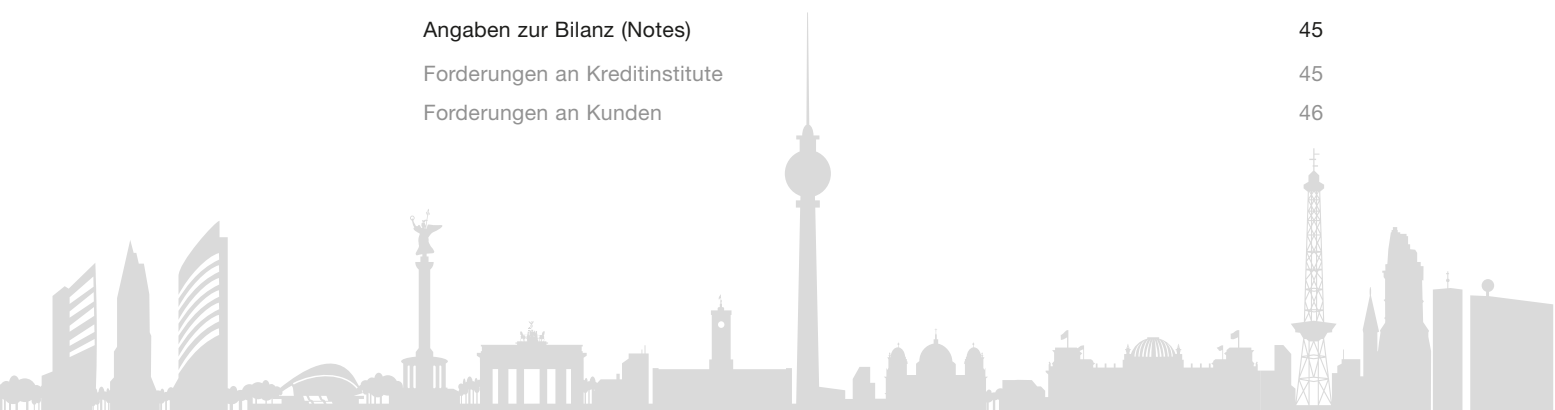 Angaben zur Bilanz (Notes) 45
Forderungen an Kreditinstitute 45
Forderungen an Kunden 46